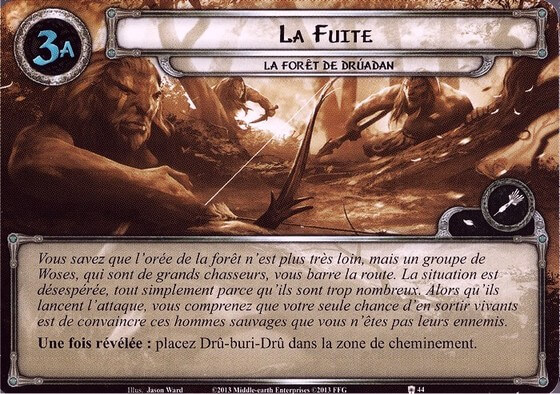 3A
La Fuite
La Forêt de Drúadan
Vous savez que l'orée de la forêt n'est plus très loin, mais un groupe de
Woses, qui sont de grands chasseurs, vous barre la route. La situation est
désespérée, tout simplement parce qu'ils sont trop nombreux. Alors qu'ils
lancent l'attaque, vous comprenez que votre seule chance d'en sortir vivants
est de convaincre ces hommes sauvages que vous n'êtes pas leurs ennemis.
Une fois révélée : placez Drû-buri-Drû dans la zone de cheminement.
Illus. Jason Ward ©2013 Middle-earth Enterprises ©2013 FFG 44